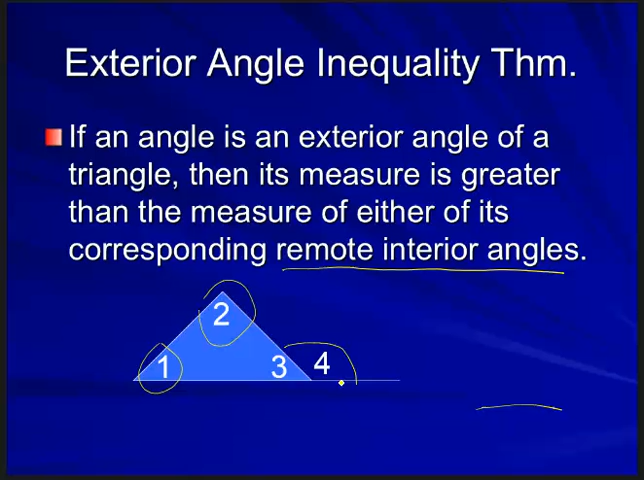 Exterior Angle Inequality Thm.
If an angle is an exterior angle of a
triangle, then its measure is greater
than the measure of either of its
corresponding remote interior angles.
2
1 3 4